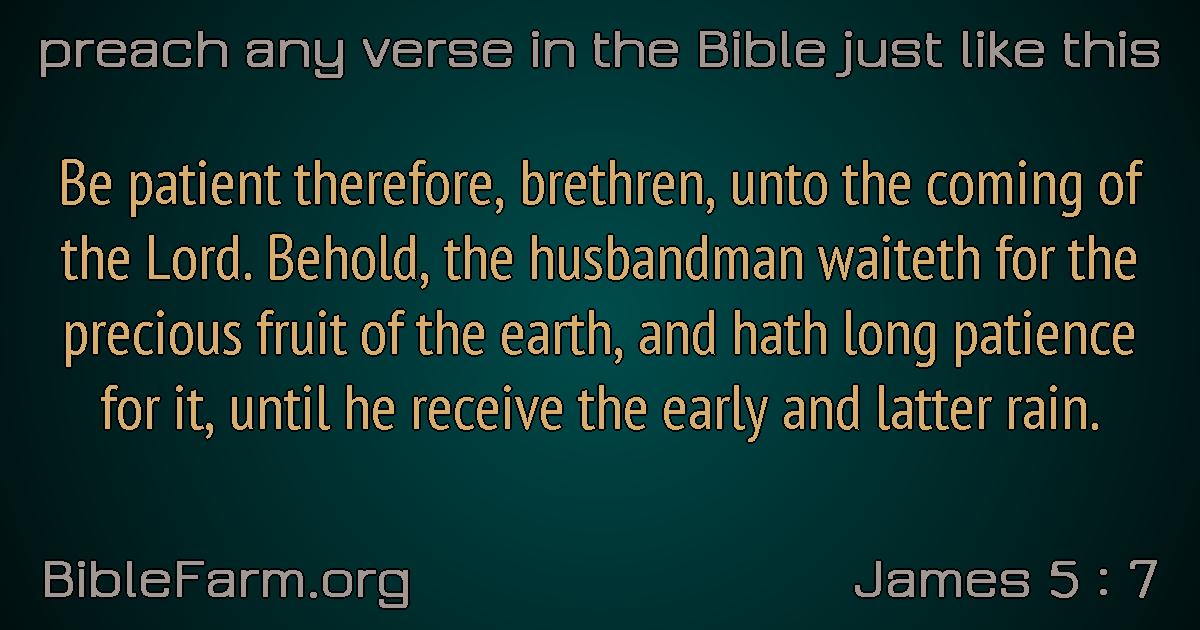 preach any verse in the Bible just like this
Be patient therefore, brethren, unto the coming of
the Lord. Behold, the husbandman waiteth for the
precious fruit of the earth, and hath long patience
for it, until he receive the early and latter rain.
BibleFarm.org
James 5 : 7